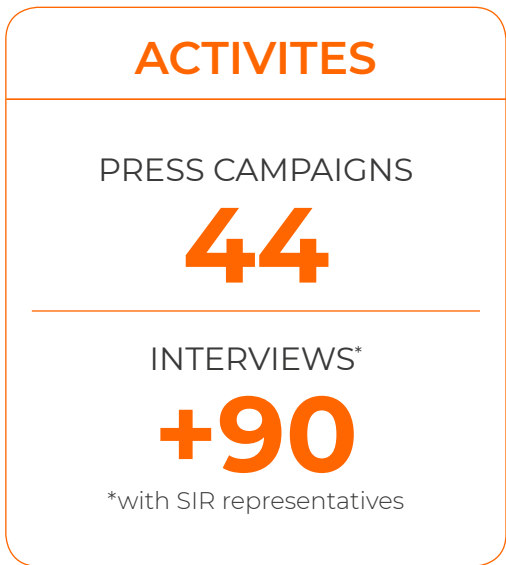 ACTIVITES
PRESS CAMPAIGNS
44
INTERVIEWS*
+90
*with SIR representatives